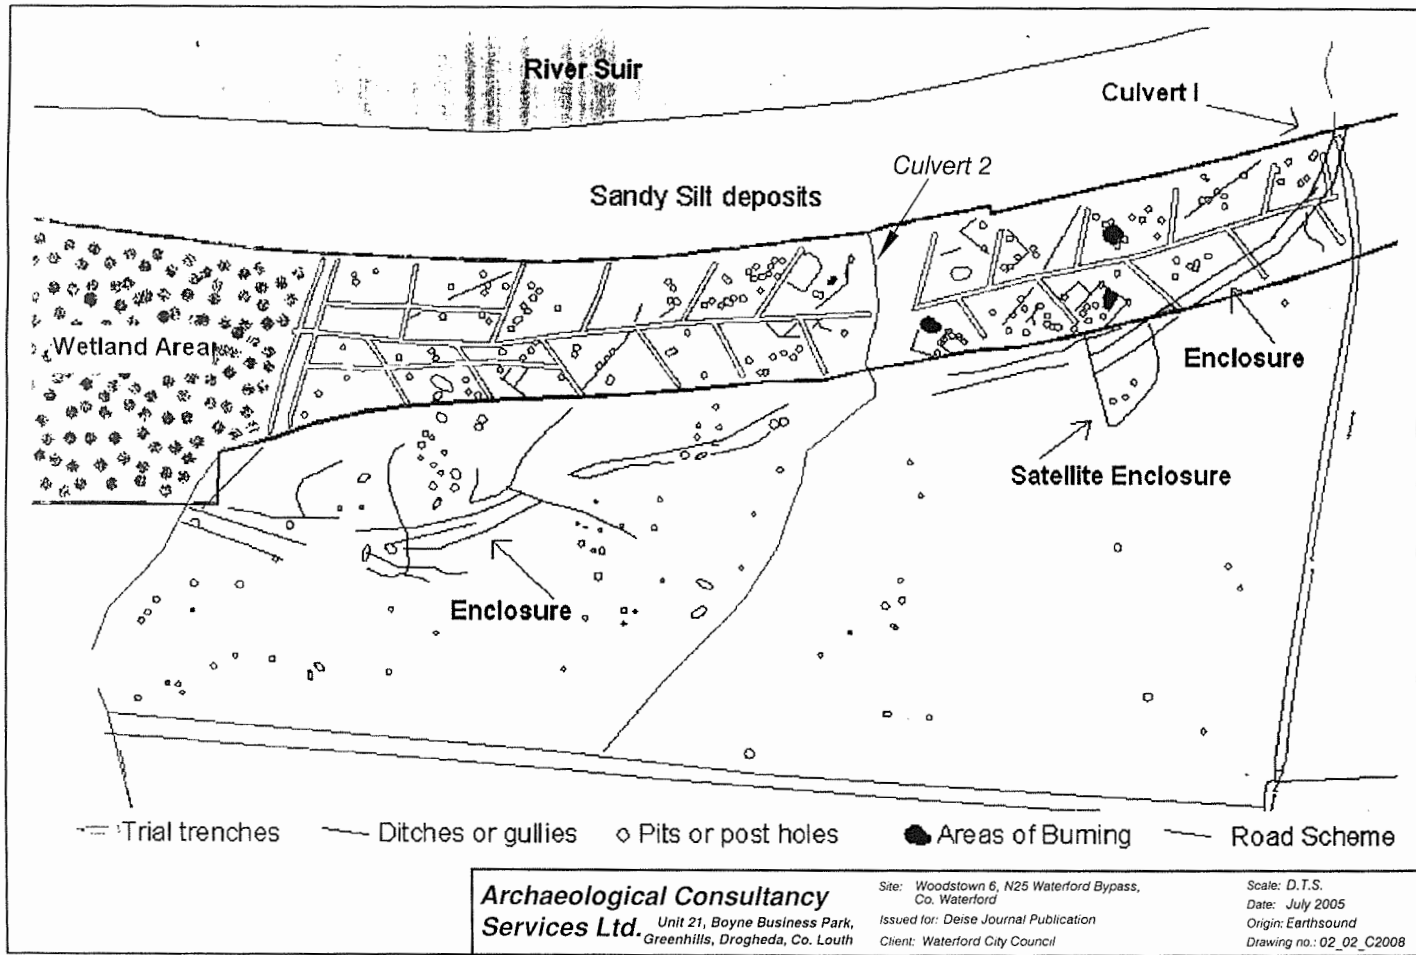 River Suir
Culvert I
Culvert 2
Sandy Silt deposits
Wetland Area
Enclosure
Satellite Enclosure
Enclosure
Trial trenches
Ditches or gullies
Pits or post holes
Areas of Burning
Road Scheme
Archaeological Consultancy
Services Ltd. Unit 21, Boyne Business Park,
Greenhills, Drogheda, Co. Louth
Site: Woodstown 6, N25 Waterford Bypass,
Co. Waterford
Issued for: Deise Journal Publication
Client: Waterford City Council
Scale: D.T.S.
Date: July 2005
Origin: Earthsound
Drawing no.: 02_02_C2008